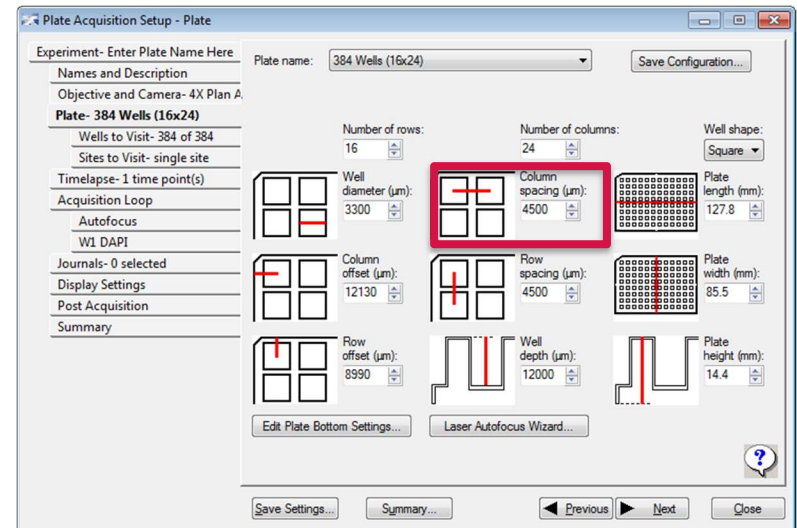 Plate Acquisition Setup - Plate
Experiment- Enter Plate Name Here
Names and Description
Objective and Camera- 4X Plan A
Plate- 384 Wells (16x24)
Wells to Visit- 384 of 384
Sites to Visit- single site
Timelapse- 1 time point(s)
Acquisition Loop
Autofocus
W1 DAPI
Journals- 0 selected
Display Settings
Post Acquisition
Summary
Plate name: 384 Wells (16x24) Save Configuration...
Number of rows: Number of columns: Well shape:
16 24 Square
Well diameter (µm):
3300
Column spacing (µm):
4500
Plate length (mm):
127.8
Column offset (µm):
12130
Row spacing (µm):
4500
Plate width (mm):
85.5
Row offset (µm):
8990
Well depth (µm):
12000
Plate height (mm):
14.4
Edit Plate Bottom Settings... Laser Autofocus Wizard...
?
Save Settings... Summary... Previous Next Close